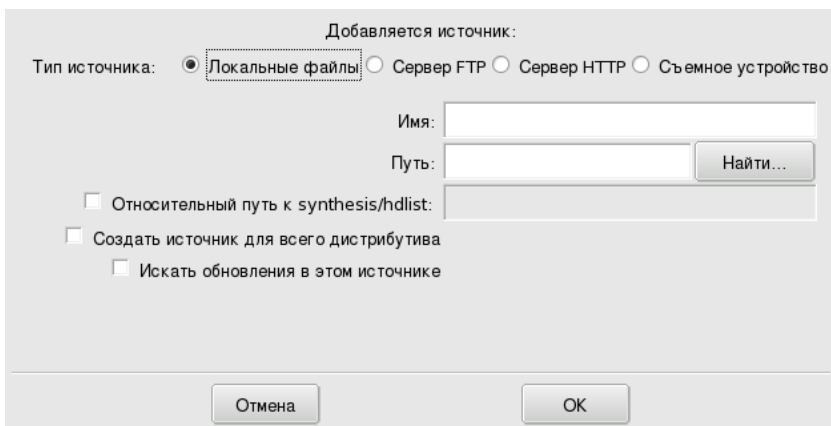 Добавляется источник:
Тип источника: Локальные файлы Сервер FTP Сервер HTTP Съемное устройство
Имя:
Путь: Найти...
Относительный путь к synthesis/hdlist:
Создать источник для всего дистрибутива
Искать обновления в этом источнике
Отмена OK